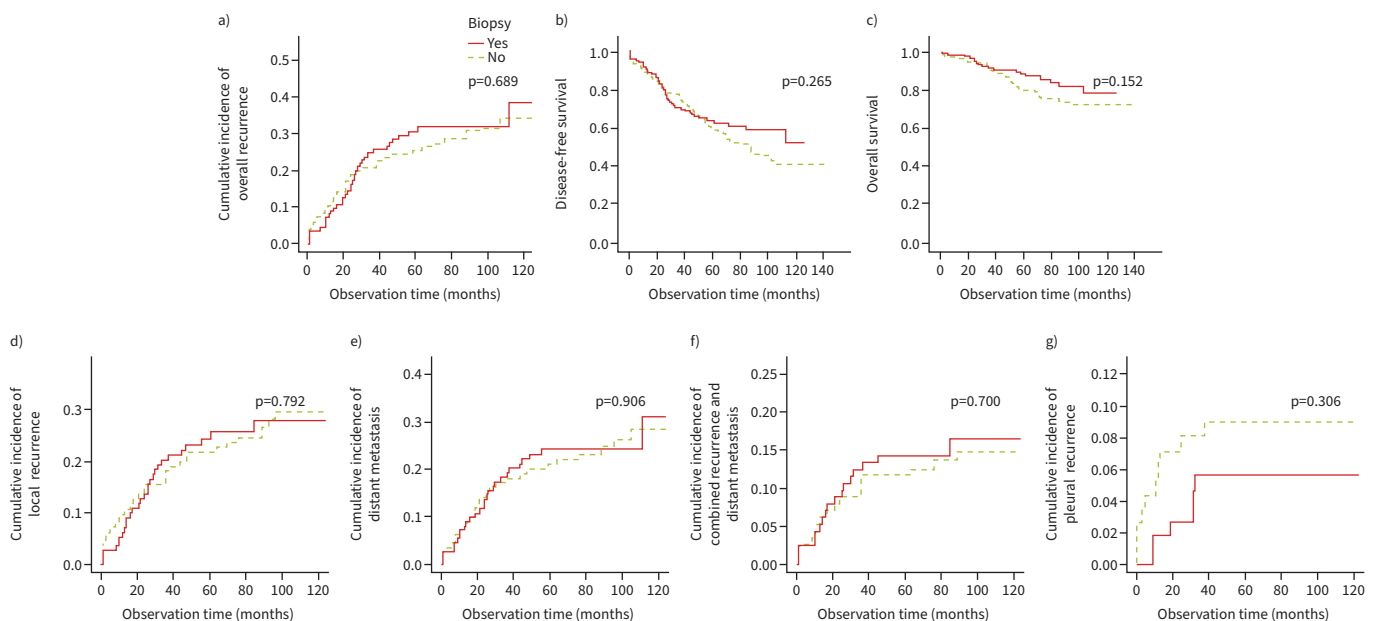 a)
Biopsy
Yes
No
p=0.689
Cumulative incidence of
overall recurrence
0.5
0.4
0.3
0.2
0.1
0.0
0 20 40 60 80 100 120
Observation time (months)
b)
p=0.265
Disease-free survival
1.0
0.8
0.6
0.4
0.2
0.0
0 20 40 60 80 100 120 140
Observation time (months)
c)
p=0.152
Overall survival
1.0
0.8
0.6
0.4
0.2
0.0
0 20 40 60 80 100 120 140
Observation time (months)
d)
p=0.792
Cumulative incidence of
local recurrence
0.3
0.2
0.1
0.0
0 20 40 60 80 100 120
Observation time (months)
e)
p=0.906
Cumulative incidence of
distant metastasis
0.4
0.3
0.2
0.1
0.0
0 20 40 60 80 100 120
Observation time (months)
f)
p=0.700
Cumulative incidence of
combined recurrence and
distant metastasis
0.25
0.20
0.15
0.10
0.05
0.00
0 20 40 60 80 100 120
Observation time (months)
g)
p=0.306
Cumulative incidence of
pleural recurrence
0.12
0.10
0.08
0.06
0.04
0.02
0.00
0 20 40 60 80 100 120
Observation time (months)